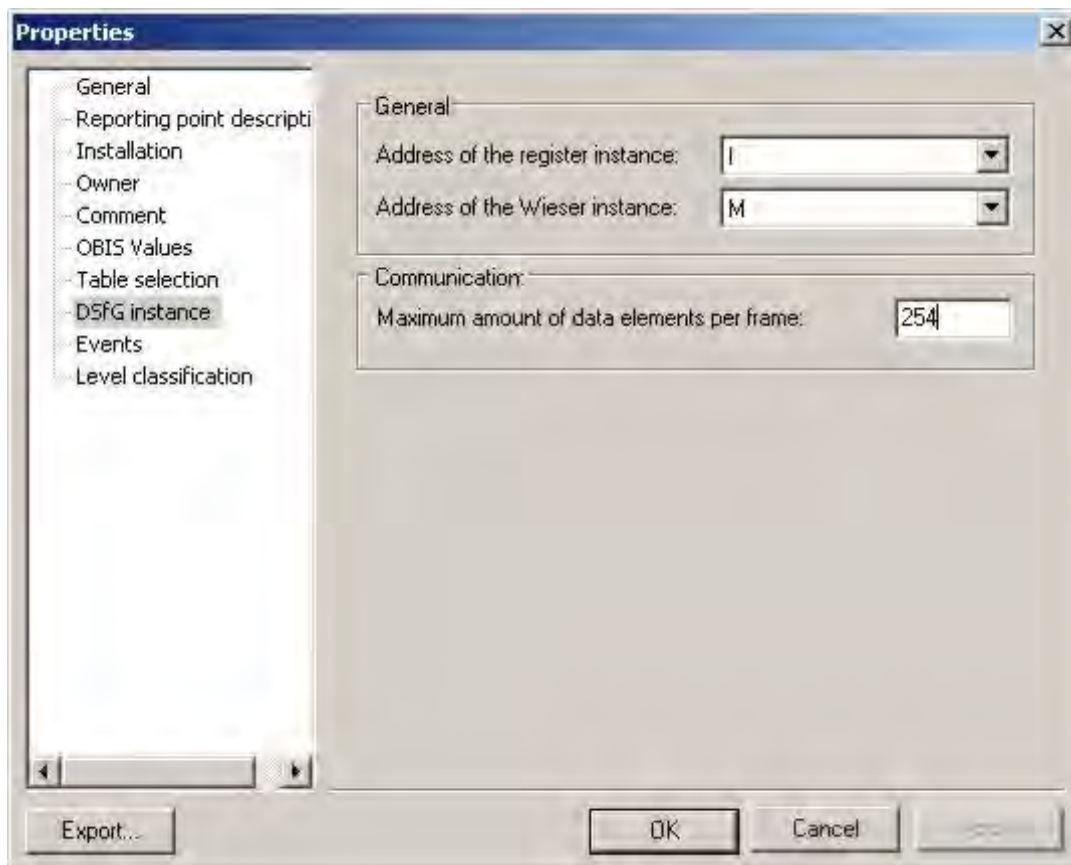 Properties
General
Reporting point descripti
Installation
Owner
Comment
OBIS Values
Table selection
DSfG instance
Events
Level classification
General
Address of the register instance: I
Address of the Wieser instance: M
Communication:
Maximum amount of data elements per frame: 254
Export...
OK
Cancel